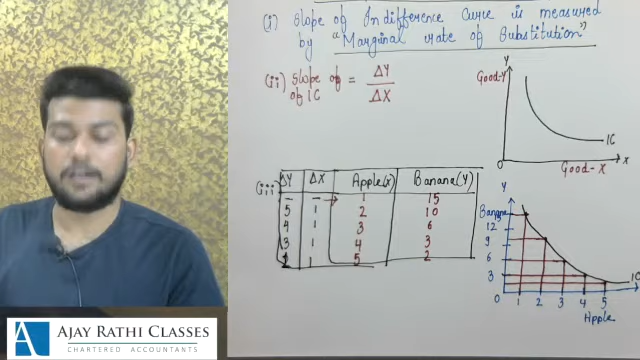 (i) Slope of Indifference Curve is measured
by "Marginal rate of Substitution"
(ii) Slope of of IC = ΔY / ΔX
Y
Good-Y
IC
0
Good-X
X
(iii)
ΔY ΔX Apple(X) Banana(Y)
- - → 1 15
5 1 2 10
4 1 3 6
3 1 4 3
1 1 5 2
Y
Banana
15
12
9
6
3
0 1 2 3 4 5
IC
X
Apple
A
AJAY RATHI CLASSES
CHARTERED ACCOUNTANTS